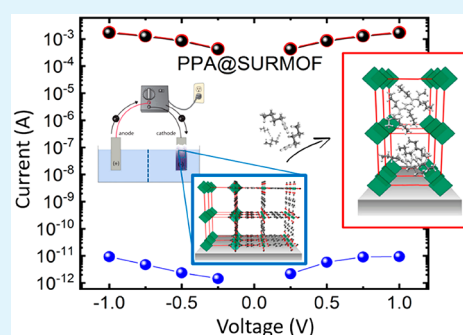 PPA@SURMOF
Current (A)
10⁻³
10⁻⁴
10⁻⁵
10⁻⁶
10⁻⁷
10⁻⁸
10⁻⁹
10⁻¹⁰
10⁻¹¹
10⁻¹²
anode
cathode
(+)
-1.0 -0.5 0.0 0.5 1.0
Voltage (V)